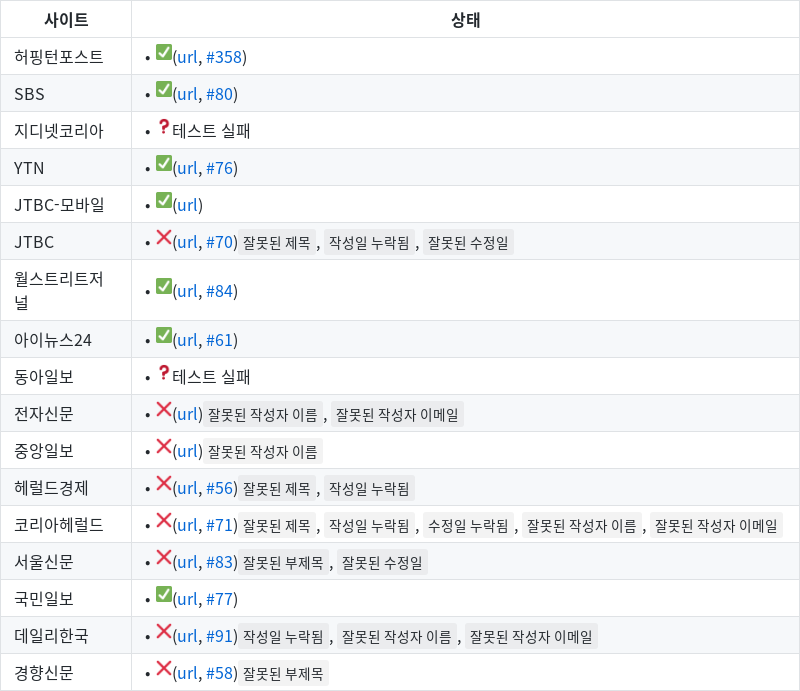 사이트 상태
허핑턴포스트 • ✅(url, #358)
SBS • ✅(url, #80)
지디넷코리아 • ❓테스트 실패
YTN • ✅(url, #76)
JTBC-모바일 • ✅(url)
JTBC • ❌(url, #70) 잘못된 제목 , 작성일 누락됨 , 잘못된 수정일
월스트리트저
널 • ✅(url, #84)
아이뉴스24 • ✅(url, #61)
동아일보 • ❓테스트 실패
전자신문 • ❌(url) 잘못된 작성자 이름 , 잘못된 작성자 이메일
중앙일보 • ❌(url) 잘못된 작성자 이름
헤럴드경제 • ❌(url, #56) 잘못된 제목 , 작성일 누락됨
코리아헤럴드 • ❌(url, #71) 잘못된 제목 , 작성일 누락됨 , 수정일 누락됨 , 잘못된 작성자 이름 , 잘못된 작성자 이메일
서울신문 • ❌(url, #83) 잘못된 부제목 , 잘못된 수정일
국민일보 • ✅(url, #77)
데일리한국 • ❌(url, #91) 작성일 누락됨 , 잘못된 작성자 이름 , 잘못된 작성자 이메일
경향신문 • ❌(url, #58) 잘못된 부제목